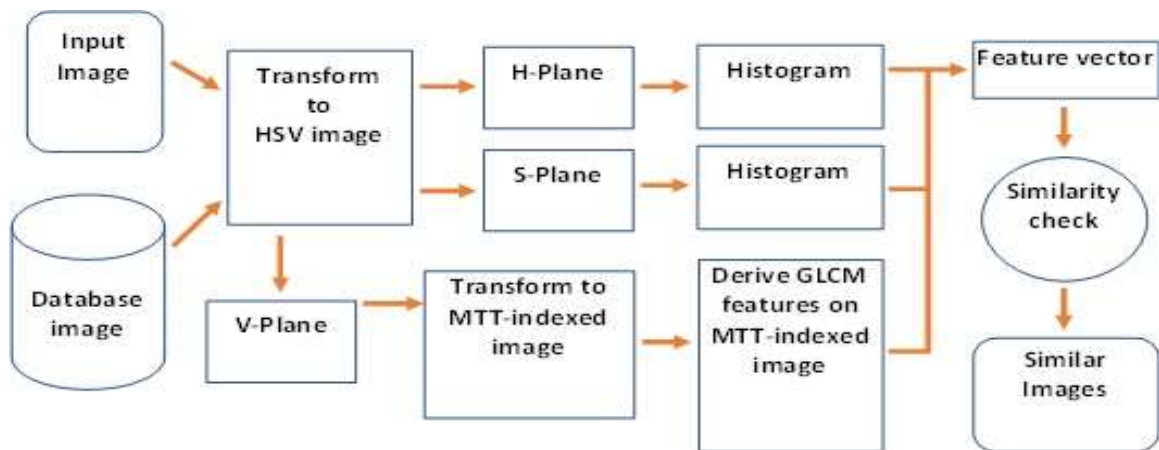 Input
Image
Transform
to
HSV image
H-Plane
Histogram
Feature vector
S-Plane
Histogram
Similarity
check
Database
image
V-Plane
Transform to
MTT-indexed
image
Derive GLCM
features on
MTT-indexed
image
Similar
Images